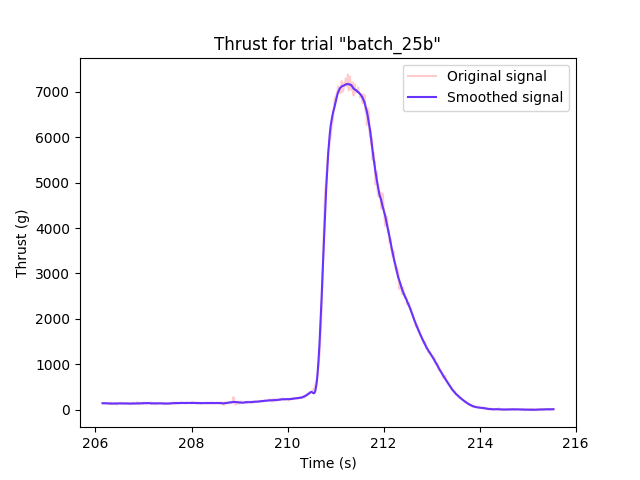 Thrust for trial "batch_25b"
Original signal
Smoothed signal
7000
6000
5000
4000
3000
2000
1000
0
Thrust (g)
206
208
210
212
214
216
Time (s)